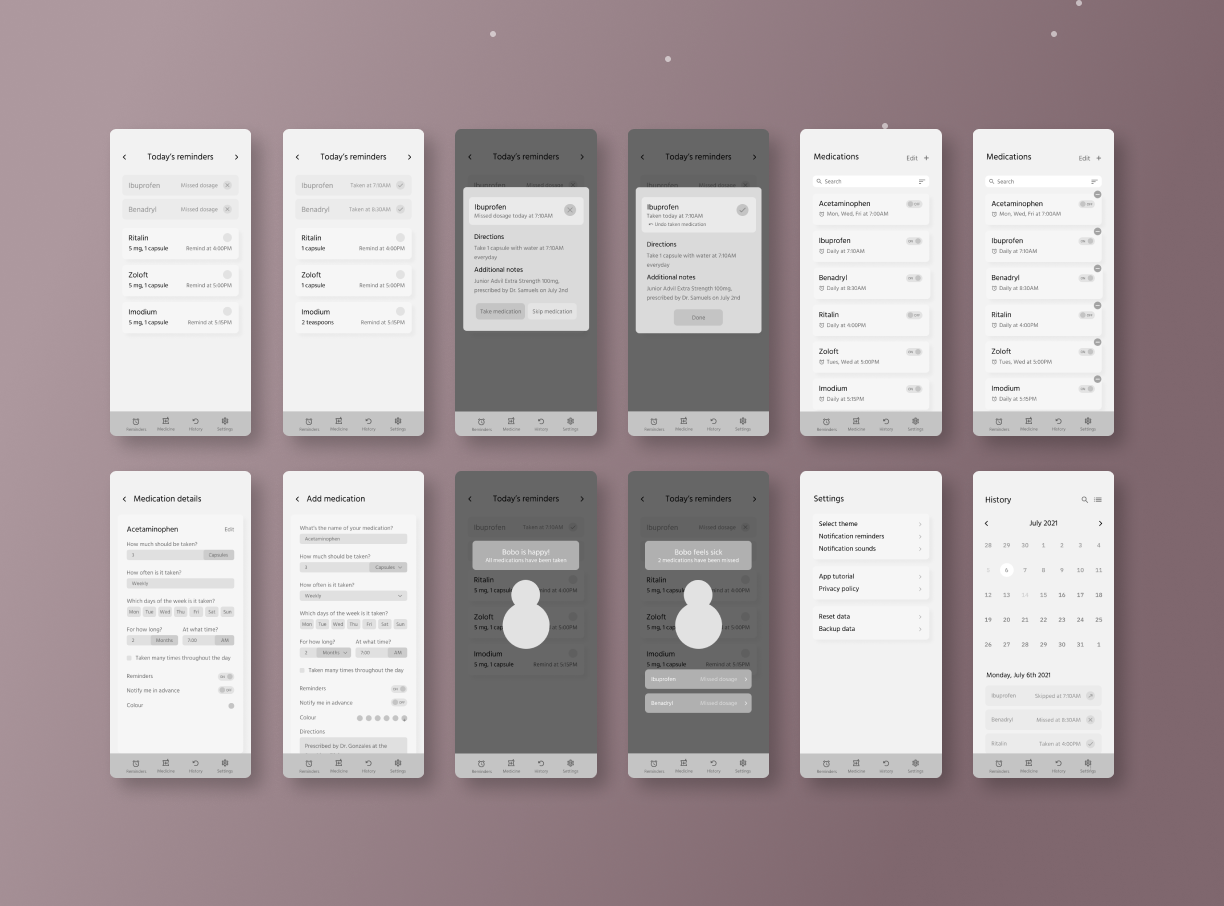 Today's reminders
Ibuprofen Missed dosage
Benadryl Missed dosage
Ritalin
5 mg, 1 capsule Remind at 4:00PM
Zoloft
5 mg, 1 capsule Remind at 5:00PM
Imodium
5 mg, 1 capsule Remind at 5:15PM
Reminders Medicine History Settings
Today's reminders
Ibuprofen Taken at 7:10AM
Benadryl Taken at 8:30AM
Ritalin
1 capsule Remind at 4:00PM
Zoloft
1 capsule Remind at 5:00PM
Imodium
2 teaspoons Remind at 5:15PM
Reminders Medicine History Settings
Today's reminders
Ibuprofen Missed dosage
Ibuprofen
Missed dosage today at 7:10AM
Directions
Take 1 capsule with water at 7:10AM
everyday
Additional notes
Junior Advil Extra Strength 100mg,
prescribed by Dr. Samuels on July 2nd
Take medication Skip medication
Reminders Medicine History Settings
Today's reminders
Ibuprofen Missed dosage
Ibuprofen
Taken today at 7:10AM
Undo taken medication
Directions
Take 1 capsule with water at 7:10AM
everyday
Additional notes
Junior Advil Extra Strength 100mg,
prescribed by Dr. Samuels on July 2nd
Done
Reminders Medicine History Settings
Medications Edit +
Search
Acetaminophen OFF
Mon, Wed, Fri at 7:00AM
Ibuprofen ON
Daily at 7:10AM
Benadryl ON
Daily at 8:30AM
Ritalin OFF
Daily at 4:00PM
Zoloft ON
Tues, Wed at 5:00PM
Imodium ON
Daily at 5:15PM
Reminders Medicine History Settings
Medications Edit +
Search
Acetaminophen OFF
Mon, Wed, Fri at 7:00AM
Ibuprofen ON
Daily at 7:10AM
Benadryl ON
Daily at 8:30AM
Ritalin OFF
Daily at 4:00PM
Zoloft ON
Tues, Wed at 5:00PM
Imodium ON
Daily at 5:15PM
Reminders Medicine History Settings
Medication details
Acetaminophen Edit
How much should be taken?
Capsules
How often is it taken?
Weekly
Which days of the week is it taken?
Mon Tue Wed Thu Fri Sat Sun
For how long? At what time?
2 Months 7:00 AM
Taken many times throughout the day
Reminders ON
Notify me in advance OFF
Colour
Reminders Medicine History Settings
Add medication
What's the name of your medication?
Acetaminophen
How much should be taken?
Capsules
How often is it taken?
Weekly
Which days of the week is it taken?
Mon Tue Wed Thu Fri Sat Sun
For how long? At what time?
2 Months 7:00 AM
Taken many times throughout the day
Reminders ON
Notify me in advance OFF
Colour
Directions
Prescribed by Dr. Gonzales at the
Reminders Medicine History Settings
Today's reminders
Ibuprofen Taken at 7:10AM
Bobo is happy!
All medications have been taken
Ritalin
5 mg, 1 capsule Remind at 4:00PM
Zoloft
5 mg, 1 cap at 5:00PM
Imodium
5 mg, 1 capsule Remind at 5:15PM
Reminders Medicine History Settings
Today's reminders
Ibuprofen Missed dosage
Bobo feels sick
2 medications have been missed
Ritalin
5 mg, 1 capsule Remind at 4:00PM
Zoloft
5 mg, 1 cap at 5:00PM
Imodium
5 mg, 1 capsule Remind at 5:15PM
Ibuprofen Missed dosage
Benadryl Missed dosage
Reminders Medicine History Settings
Settings
Select theme
Notification reminders
Notification sounds
App tutorial
Privacy policy
Reset data
Backup data
Reminders Medicine History Settings
History
July 2021
28 29 30 1 2 3 4
5 6 7 8 9 10 11
12 13 14 15 16 17 18
19 20 21 22 23 24 25
26 27 28 29 30 31 1
Monday, July 6th 2021
Ibuprofen Skipped at 7:10AM
Benadryl Missed at 8:30AM
Ritalin Taken at 4:00PM
Reminders Medicine History Settings